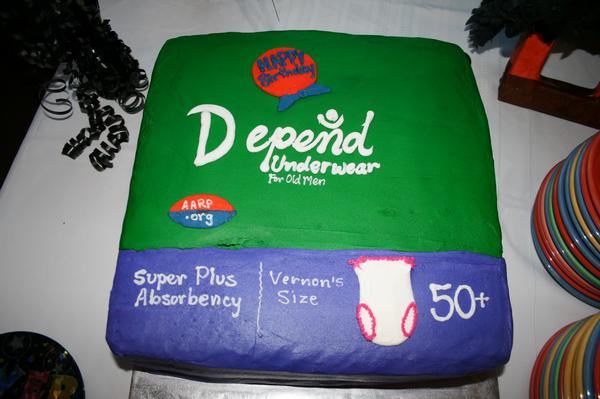 HAPPY
Birthday
Depend
Underwear
For Old Men
AARP
.org
Super Plus
Absorbency
Vernon's
Size
50+